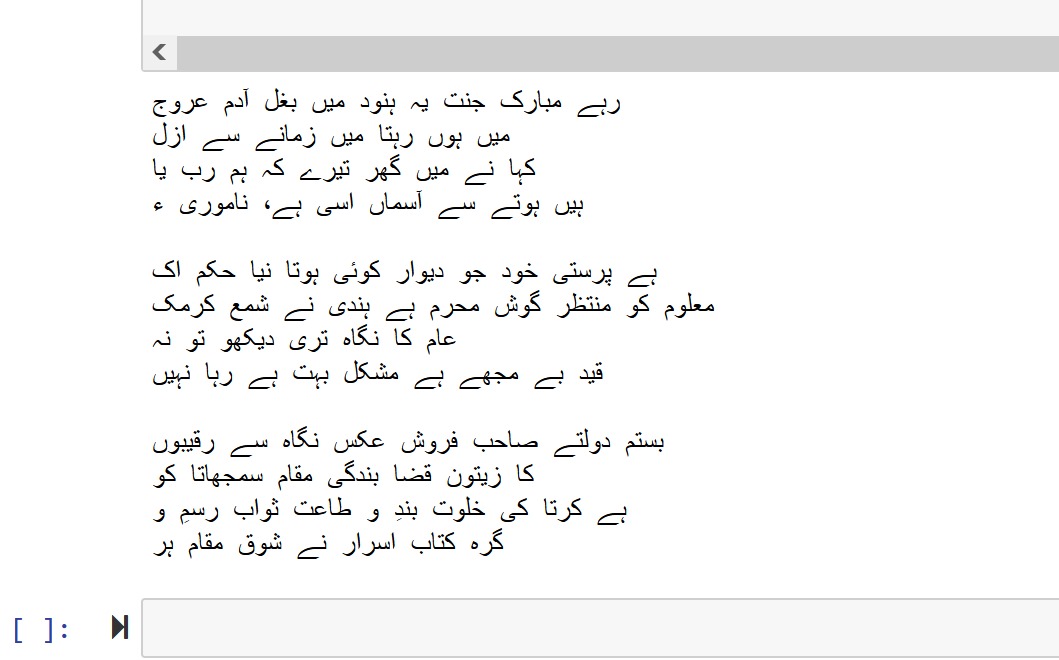 رہے مبارک جنت یہ ہنود میں بغل آدم عروج
میں ہوں رہتا میں زمانے سے ازل
کہا نے میں گھر تیرے کہ ہم رب یا
ہیں ہوتے سے آسماں اسی ہے، ناموری ء
ہے پرستی خود جو دیوار کوئی ہوتا نیا حکم اک
معلوم کو منتظر گوش محرم ہے ہندی نے شمع کرمک
عام کا نگاہ تری دیکھو تو نہ
قید بے مجھے ہے مشکل بہت ہے رہا نہیں
بستم دولتے صاحب فروش عکس نگاہ سے رقیبوں
کا زیتون قضا بندگی مقام سمجھاتا کو
ہے کرتا کی خلوت بندِ و طاعت ثواب رسمِ و
گرہ کتاب اسرار نے شوق مقام ہر
[ ]: